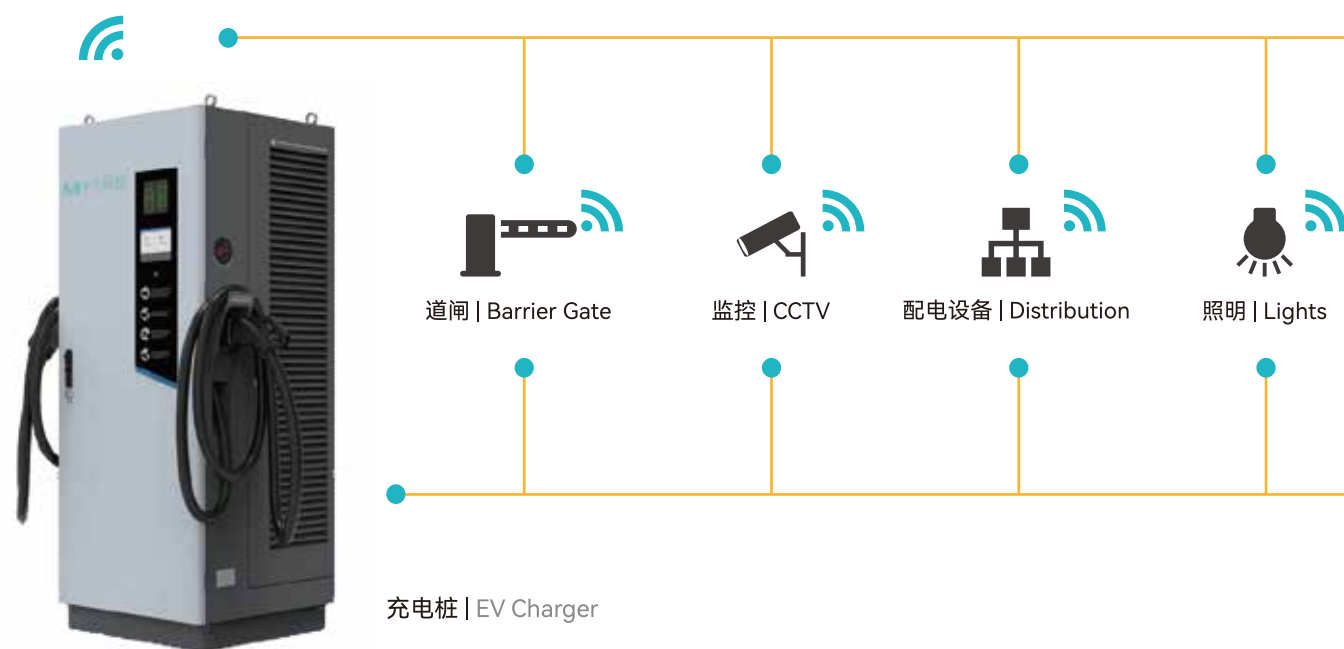 道闸 | Barrier Gate
监控 | CCTV
配电设备 | Distribution
照明 | Lights
充电桩 | EV Charger